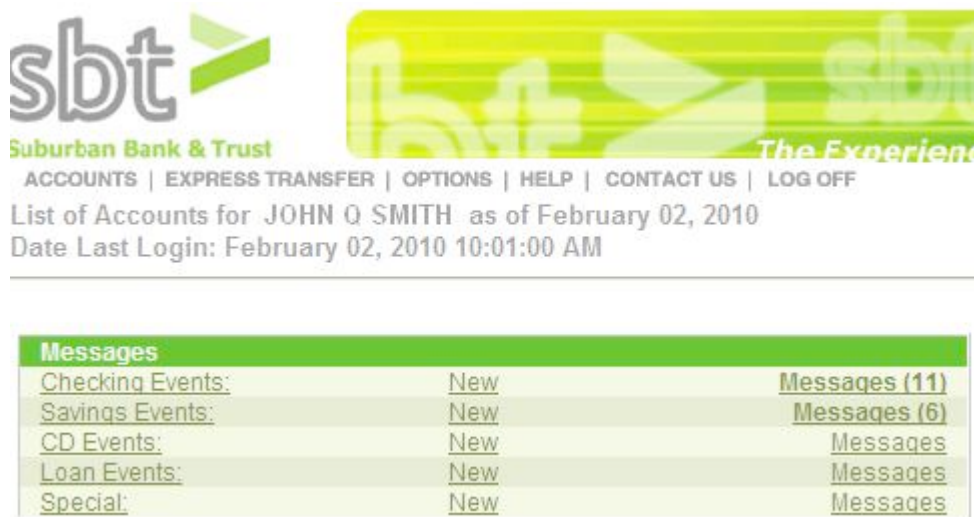 sbt
Suburban Bank & Trust
sbt sbt
The Experienc
ACCOUNTS | EXPRESS TRANSFER | OPTIONS | HELP | CONTACT US | LOG OFF
List of Accounts for JOHN Q SMITH as of February 02, 2010
Date Last Login: February 02, 2010 10:01:00 AM
Messages
Checking Events: New Messages (11)
Savings Events: New Messages (6)
CD Events: New Messages
Loan Events: New Messages
Special: New Messages